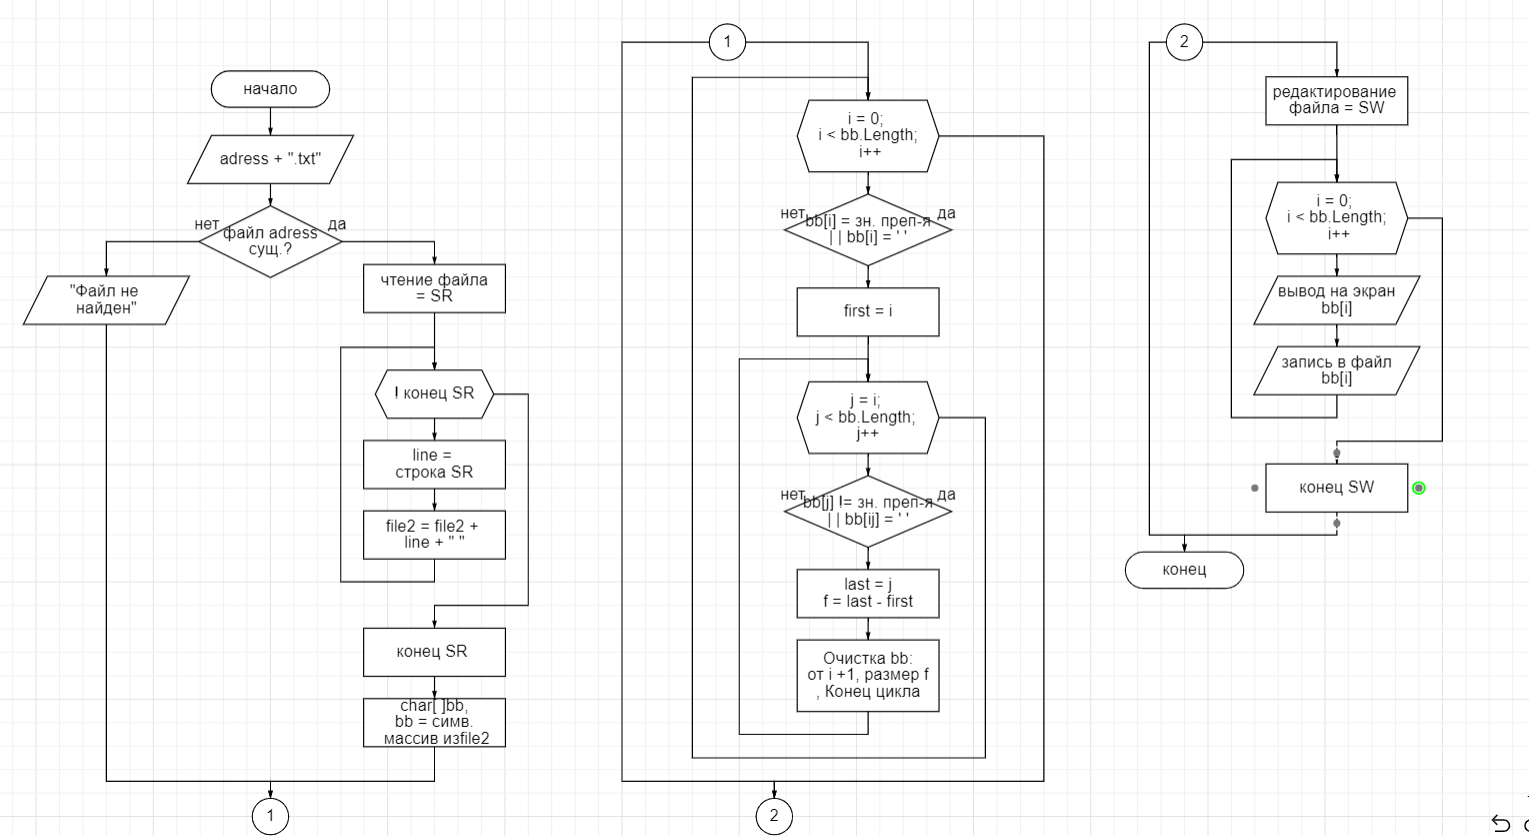 начало
adress + ".txt"
нет
да
файл adress
сущ.?
"Файл не
найден"
чтение файла
= SR
! конец SR
line =
строка SR
file2 = file2 +
line + " "
конец SR
char[ ]bb,
bb = симв.
массив изfile2
1
1
i = 0;
i < bb.Length;
i++
нет
да
bb[i] = зн. преп-я
| | bb[i] = ' '
first = i
j = i;
j < bb.Length;
j++
нет
да
bb[j] != зн. преп-я
| | bb[ij] = ' '
last = j
f = last - first
Очистка bb:
от i +1, размер f
, Конец цикла
2
2
редактирование
файла = SW
i = 0;
i < bb.Length;
i++
вывод на экран
bb[i]
запись в файл
bb[i]
конец SW
конец